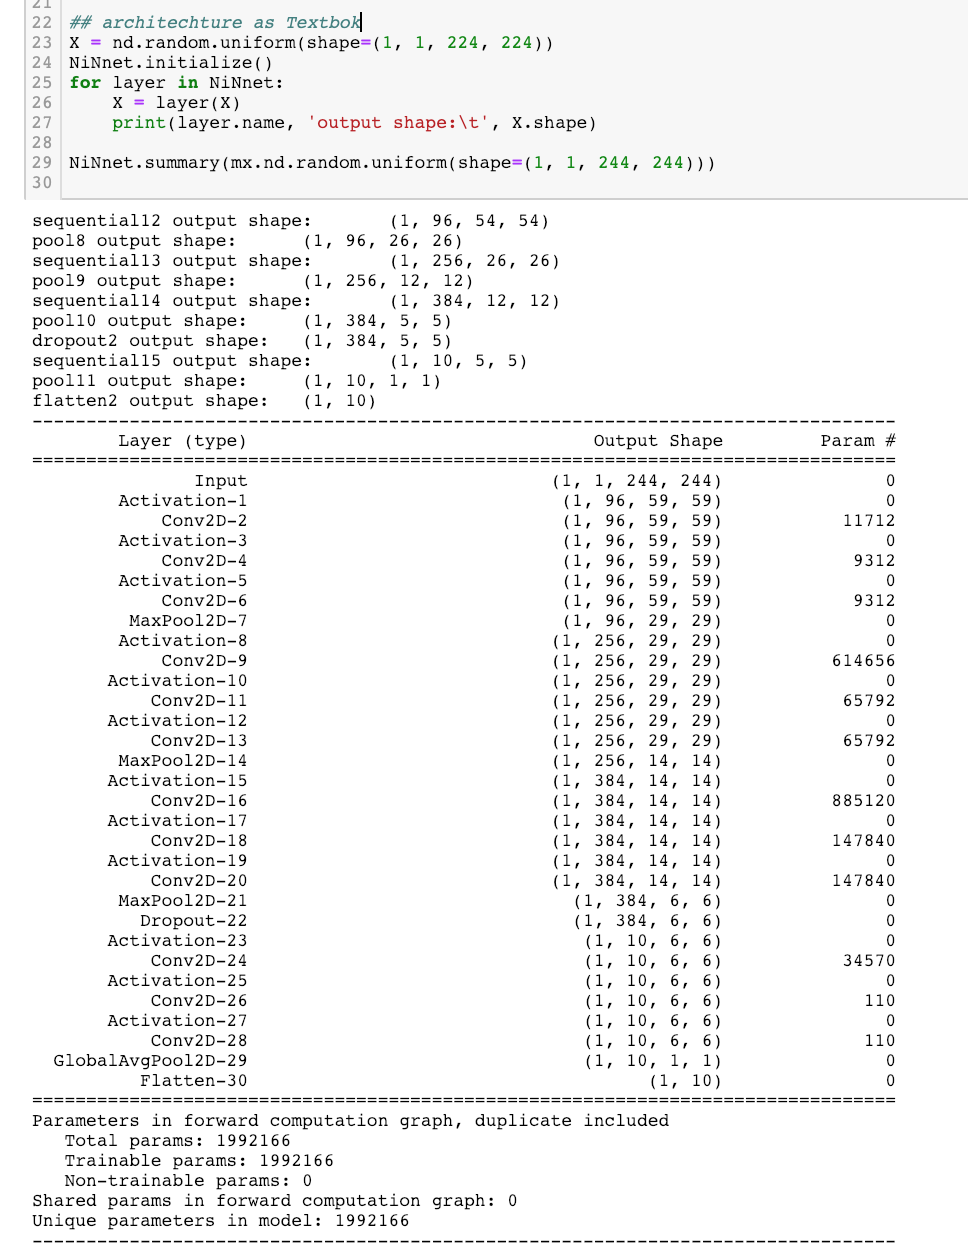 21
22 ## architechture as Textbok
23 X = nd.random.uniform(shape=(1, 1, 224, 224))
24 NiNnet.initialize()
25 for layer in NiNnet:
26     X = layer(X)
27     print(layer.name, 'output shape:\t', X.shape)
28
29 NiNnet.summary(mx.nd.random.uniform(shape=(1, 1, 244, 244)))
30
sequential12 output shape:	 (1, 96, 54, 54)
pool8 output shape:	 (1, 96, 26, 26)
sequential13 output shape:	 (1, 256, 26, 26)
pool9 output shape:	 (1, 256, 12, 12)
sequential14 output shape:	 (1, 384, 12, 12)
pool10 output shape:	 (1, 384, 5, 5)
dropout2 output shape:	 (1, 384, 5, 5)
sequential15 output shape:	 (1, 10, 5, 5)
pool11 output shape:	 (1, 10, 1, 1)
flatten2 output shape:	 (1, 10)
--------------------------------------------------------------------------------
        Layer (type)                                Output Shape         Param #
================================================================================
               Input                            (1, 1, 244, 244)               0
        Activation-1                             (1, 96, 59, 59)               0
            Conv2D-2                             (1, 96, 59, 59)           11712
        Activation-3                             (1, 96, 59, 59)               0
            Conv2D-4                             (1, 96, 59, 59)            9312
        Activation-5                             (1, 96, 59, 59)               0
            Conv2D-6                             (1, 96, 59, 59)            9312
         MaxPool2D-7                             (1, 96, 29, 29)               0
        Activation-8                            (1, 256, 29, 29)               0
            Conv2D-9                            (1, 256, 29, 29)          614656
       Activation-10                            (1, 256, 29, 29)               0
           Conv2D-11                            (1, 256, 29, 29)           65792
       Activation-12                            (1, 256, 29, 29)               0
           Conv2D-13                            (1, 256, 29, 29)           65792
        MaxPool2D-14                            (1, 256, 14, 14)               0
       Activation-15                            (1, 384, 14, 14)               0
           Conv2D-16                            (1, 384, 14, 14)          885120
       Activation-17                            (1, 384, 14, 14)               0
           Conv2D-18                            (1, 384, 14, 14)          147840
       Activation-19                            (1, 384, 14, 14)               0
           Conv2D-20                            (1, 384, 14, 14)          147840
        MaxPool2D-21                              (1, 384, 6, 6)               0
          Dropout-22                              (1, 384, 6, 6)               0
       Activation-23                               (1, 10, 6, 6)               0
           Conv2D-24                               (1, 10, 6, 6)           34570
       Activation-25                               (1, 10, 6, 6)               0
           Conv2D-26                               (1, 10, 6, 6)             110
       Activation-27                               (1, 10, 6, 6)               0
           Conv2D-28                               (1, 10, 6, 6)             110
  GlobalAvgPool2D-29                               (1, 10, 1, 1)               0
          Flatten-30                                     (1, 10)               0
================================================================================
Parameters in forward computation graph, duplicate included
   Total params: 1992166
   Trainable params: 1992166
   Non-trainable params: 0
Shared params in forward computation graph: 0
Unique parameters in model: 1992166
--------------------------------------------------------------------------------